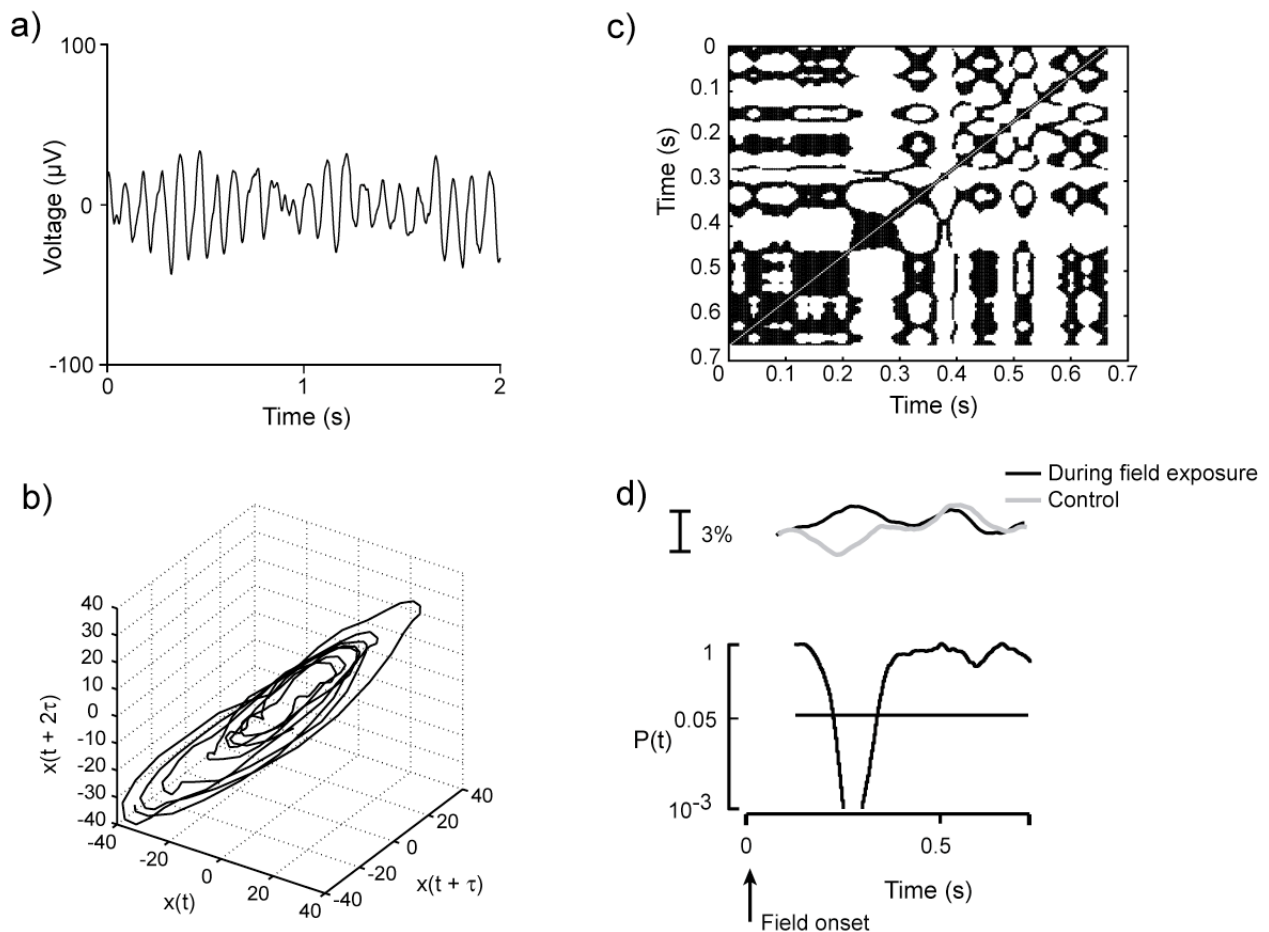 a)
100
0
-100
Voltage (µV)
0
1
2
Time (s)
c)
0
0.1
0.2
0.3
0.4
0.5
0.6
0.7
Time (s)
0
0.1
0.2
0.3
0.4
0.5
0.6
0.7
Time (s)
b)
40
30
20
10
0
-10
-20
-30
-40
x(t + 2τ)
-40
-20
0
20
40
x(t)
-40
-20
0
20
40
x(t + τ)
d)
During field exposure
Control
3%
1
0.05
P(t)
10-3
0
0.5
Time (s)
Field onset